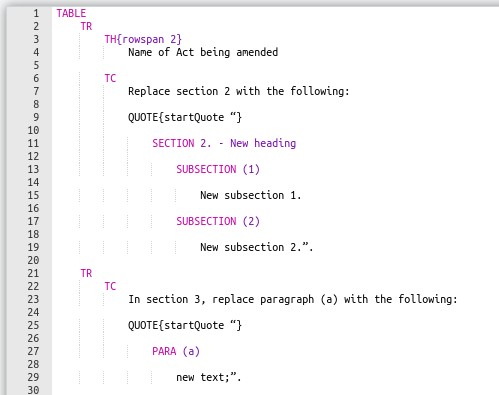 1 TABLE
2 TR
3 TH{rowspan 2}
4 Name of Act being amended
5
6 TC
7 Replace section 2 with the following:
8
9 QUOTE{startQuote “}
10
11 SECTION 2. - New heading
12
13 SUBSECTION (1)
14
15 New subsection 1.
16
17 SUBSECTION (2)
18
19 New subsection 2.”.
20
21 TR
22 TC
23 In section 3, replace paragraph (a) with the following:
24
25 QUOTE{startQuote “}
26
27 PARA (a)
28
29 new text;”.
30